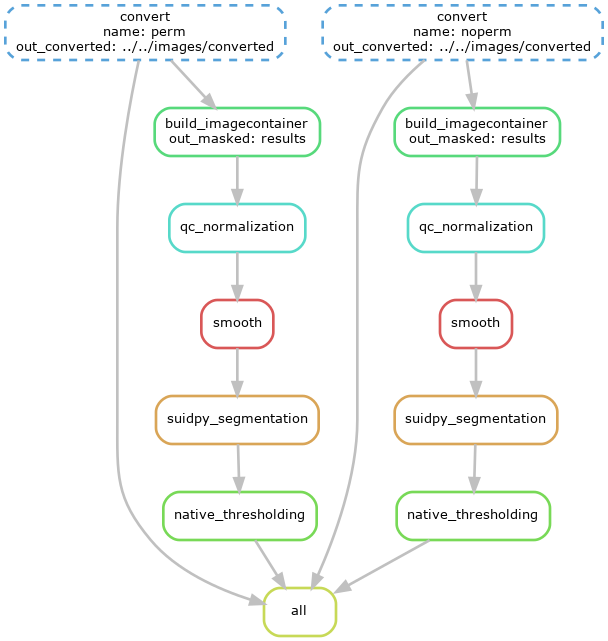 convert
name: perm
out_converted: ../../images/converted
convert
name: noperm
out_converted: ../../images/converted
build_imagecontainer
out_masked: results
build_imagecontainer
out_masked: results
qc_normalization
qc_normalization
smooth
smooth
suidpy_segmentation
suidpy_segmentation
native_thresholding
native_thresholding
all